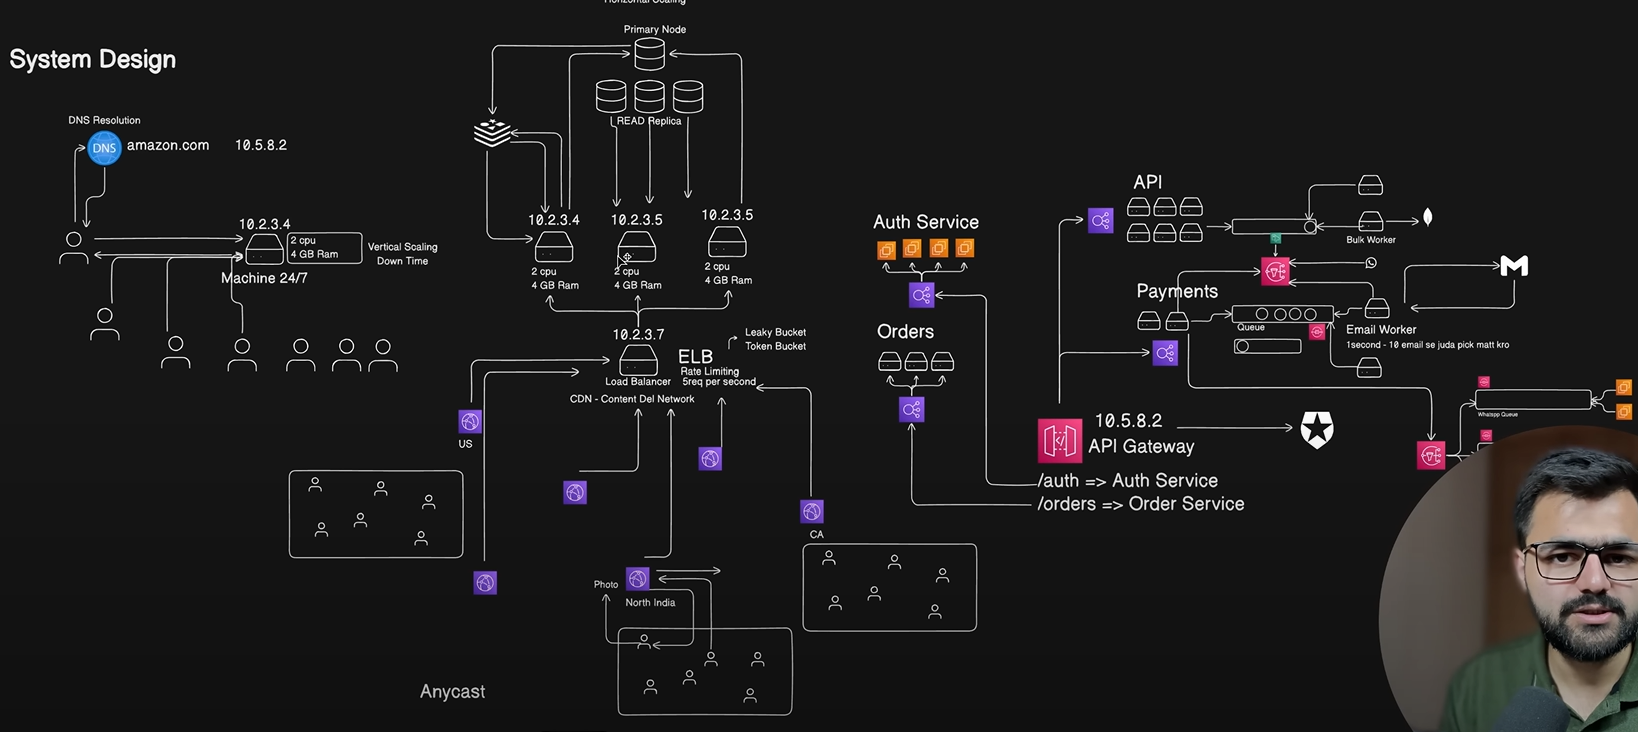 Horizontal Scaling
Primary Node
System Design
READ Replica
DNS Resolution
DNS
amazon.com
10.5.8.2
10.2.3.4
2 cpu
4 GB Ram
Machine 24/7
Vertical Scaling
Down Time
10.2.3.4
10.2.3.5
10.2.3.5
2 cpu
4 GB Ram
2 cpu
4 GB Ram
2 cpu
4 GB Ram
10.2.3.7
Load Balancer
ELB
Rate Limiting
5req per second
Leaky Bucket
Token Bucket
CDN - Content Del Network
US
CA
Photo
North India
Anycast
Auth Service
Orders
API
Bulk Worker
Payments
Queue
Email Worker
1second - 10 email se juda pick matt kro
Whatspp Queue
10.5.8.2
API Gateway
/auth => Auth Service
/orders => Order Service